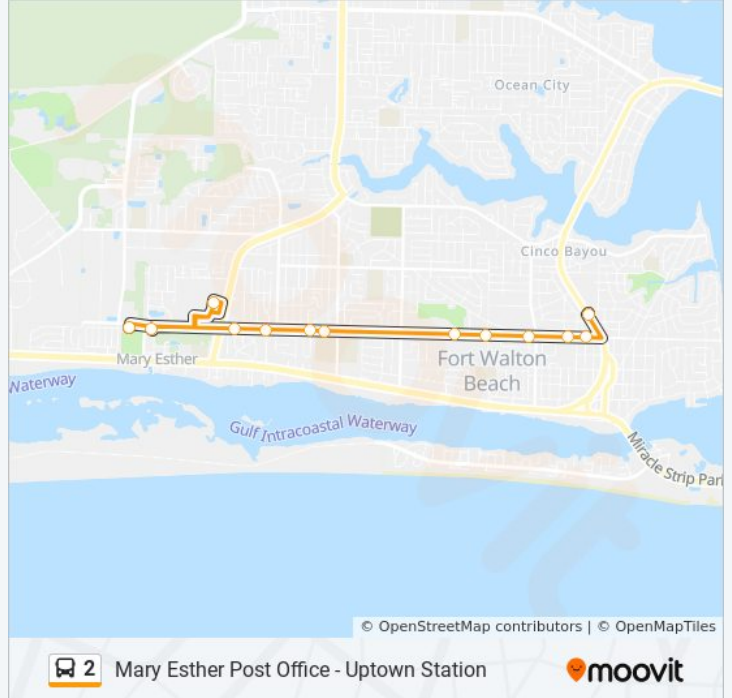 Ocean City
Cinco Bayou
Mary Esther
Fort Walton
Beach
Waterway
Gulf Intracoastal Waterway
Miracle Strip Par
© OpenStreetMap contributors | © OpenMapTiles
2 Mary Esther Post Office - Uptown Station
moovit